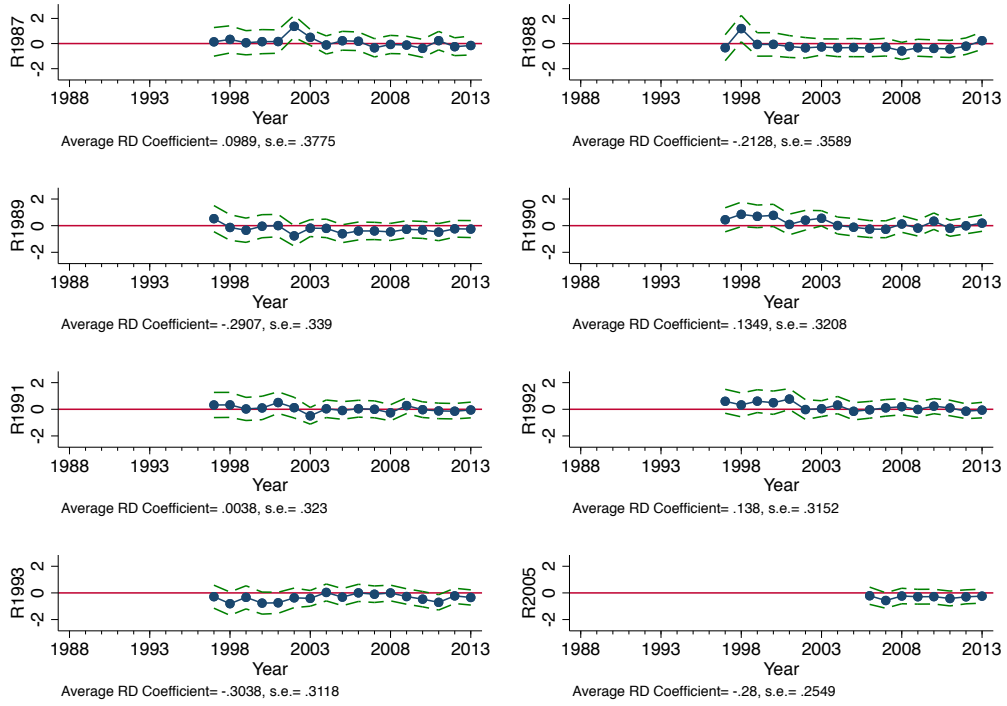 R1987
2
0
-2
1988 1993 1998 2003 2008 2013
Year
Average RD Coefficient= .0989, s.e.= .3775
R1988
2
0
-2
1988 1993 1998 2003 2008 2013
Year
Average RD Coefficient= -.2128, s.e.= .3589
R1989
2
0
-2
1988 1993 1998 2003 2008 2013
Year
Average RD Coefficient= -.2907, s.e.= .339
R1990
2
0
-2
1988 1993 1998 2003 2008 2013
Year
Average RD Coefficient= .1349, s.e.= .3208
R1991
2
0
-2
1988 1993 1998 2003 2008 2013
Year
Average RD Coefficient= .0038, s.e.= .323
R1992
2
0
-2
1988 1993 1998 2003 2008 2013
Year
Average RD Coefficient= .138, s.e.= .3152
R1993
2
0
-2
1988 1993 1998 2003 2008 2013
Year
Average RD Coefficient= -.3038, s.e.= .3118
R2005
2
0
-2
1988 1993 1998 2003 2008 2013
Year
Average RD Coefficient= -.28, s.e.= .2549